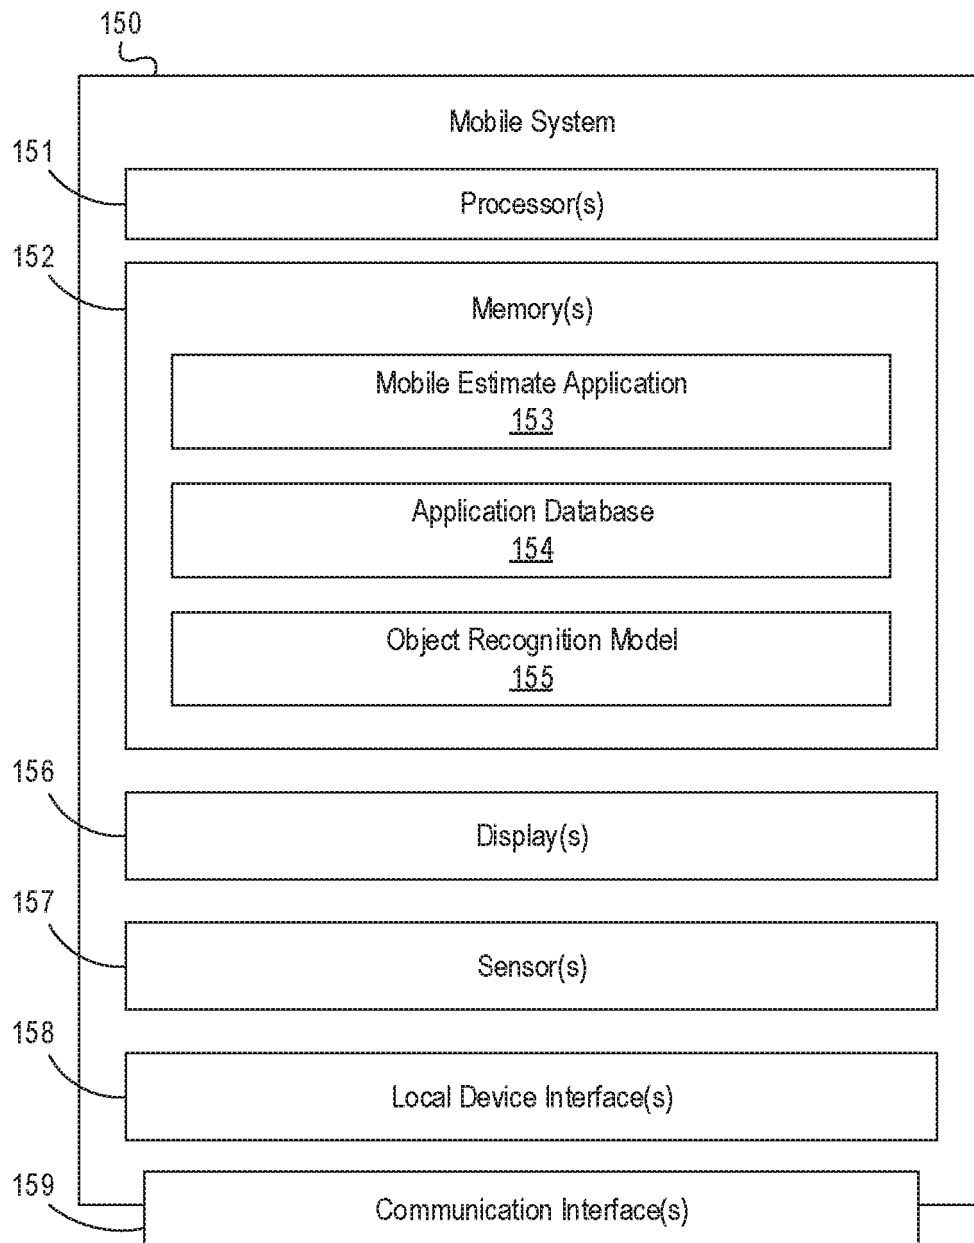 150
Mobile System
151
Processor(s)
152
Memory(s)
Mobile Estimate Application
153
Application Database
154
Object Recognition Model
155
156
Display(s)
157
Sensor(s)
158
Local Device Interface(s)
159
Communication Interface(s)